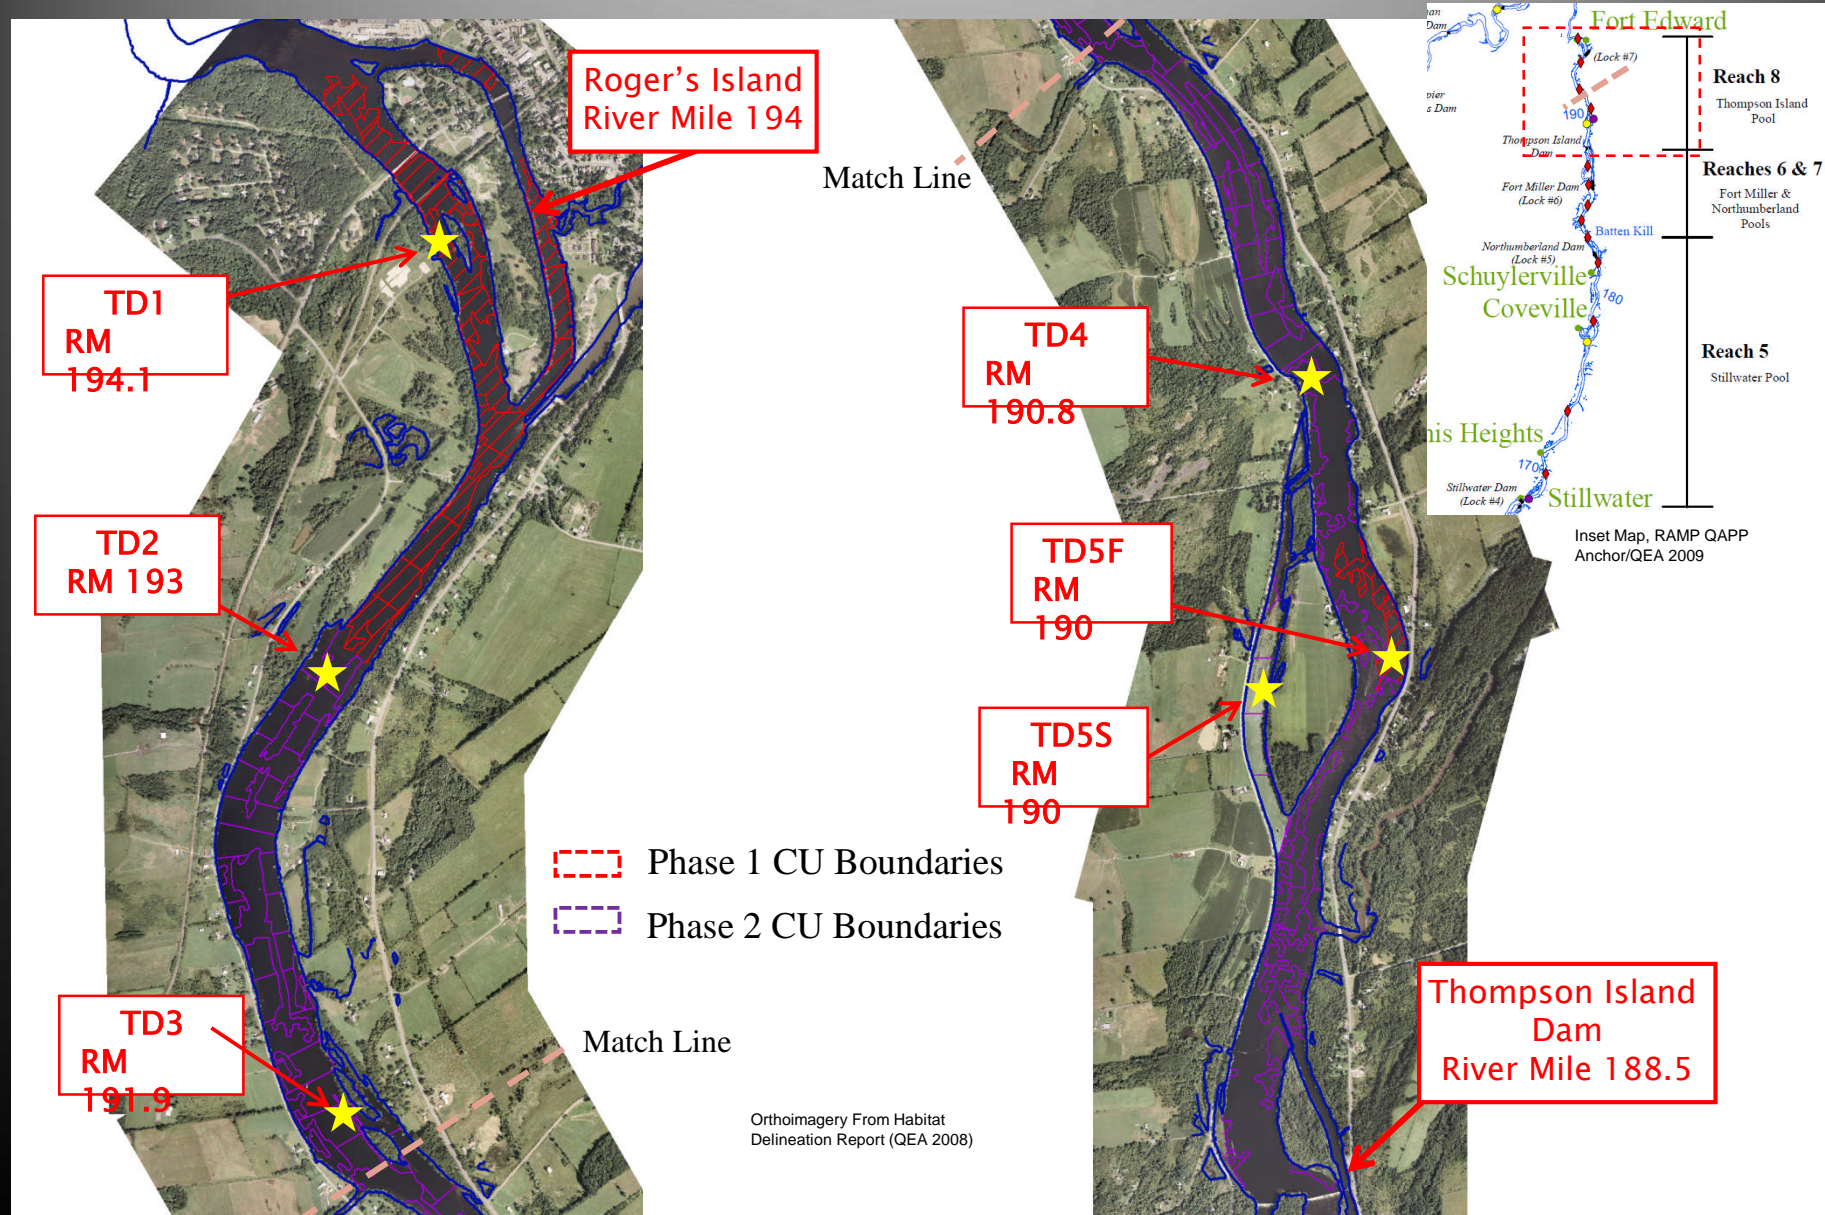 Roger's Island
River Mile 194
TD1
RM
194.1
TD2
RM 193
TD3
RM
191.9
Match Line
Match Line
TD4
RM
190.8
TD5F
RM
190
TD5S
RM
190
Phase 1 CU Boundaries
Phase 2 CU Boundaries
Orthoimagery From Habitat
Delineation Report (QEA 2008)
Thompson Island
Dam
River Mile 188.5
Fort Edward
(Lock #7)
Dam
s Dam
190
Thompson Island
Dam
Reach 8
Thompson Island
Pool
Reaches 6 & 7
Fort Miller &
Northumberland
Pools
Fort Miller Dam
(Lock #6)
Batten Kill
Northumberland Dam
(Lock #5)
Schuylerville
180
Coveville
Reach 5
Stillwater Pool
nis Heights
170
Stillwater Dam
(Lock #4)
Stillwater
Inset Map, RAMP QAPP
Anchor/QEA 2009